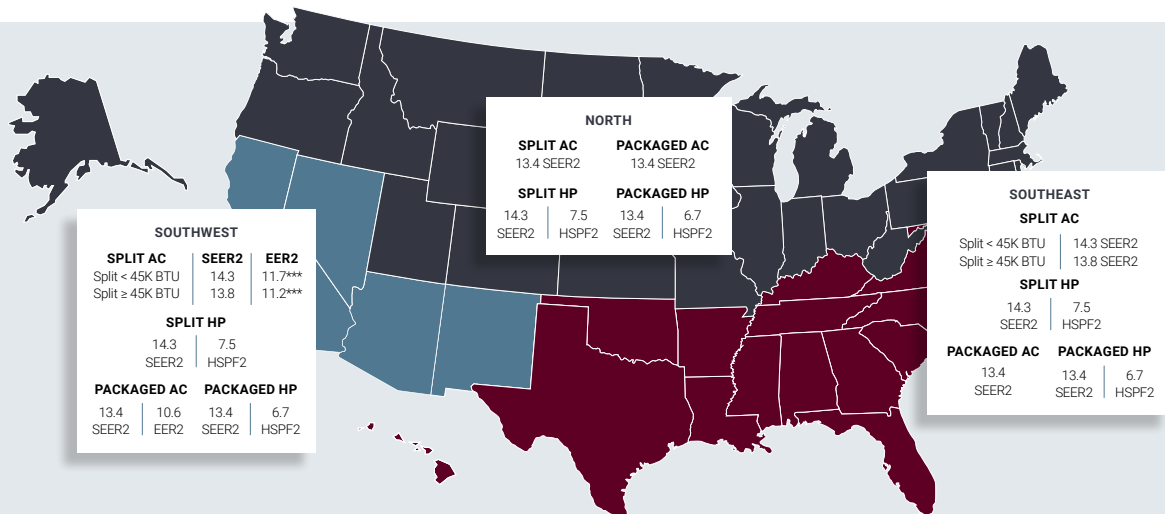 NORTH
SPLIT AC PACKAGED AC
13.4 SEER2 13.4 SEER2
SPLIT HP PACKAGED HP
14.3 7.5 13.4 6.7
SEER2 HSPF2 SEER2 HSPF2
SOUTHWEST
SPLIT AC SEER2 EER2
Split < 45K BTU 14.3 11.7***
Split ≥ 45K BTU 13.8 11.2***
SPLIT HP
14.3 7.5
SEER2 HSPF2
PACKAGED AC PACKAGED HP
13.4 10.6 13.4 6.7
SEER2 EER2 SEER2 HSPF2
SOUTHEAST
SPLIT AC
Split < 45K BTU 14.3 SEER2
Split ≥ 45K BTU 13.8 SEER2
SPLIT HP
14.3 7.5
SEER2 HSPF2
PACKAGED AC PACKAGED HP
13.4 13.4 6.7
SEER2 SEER2 HSPF2